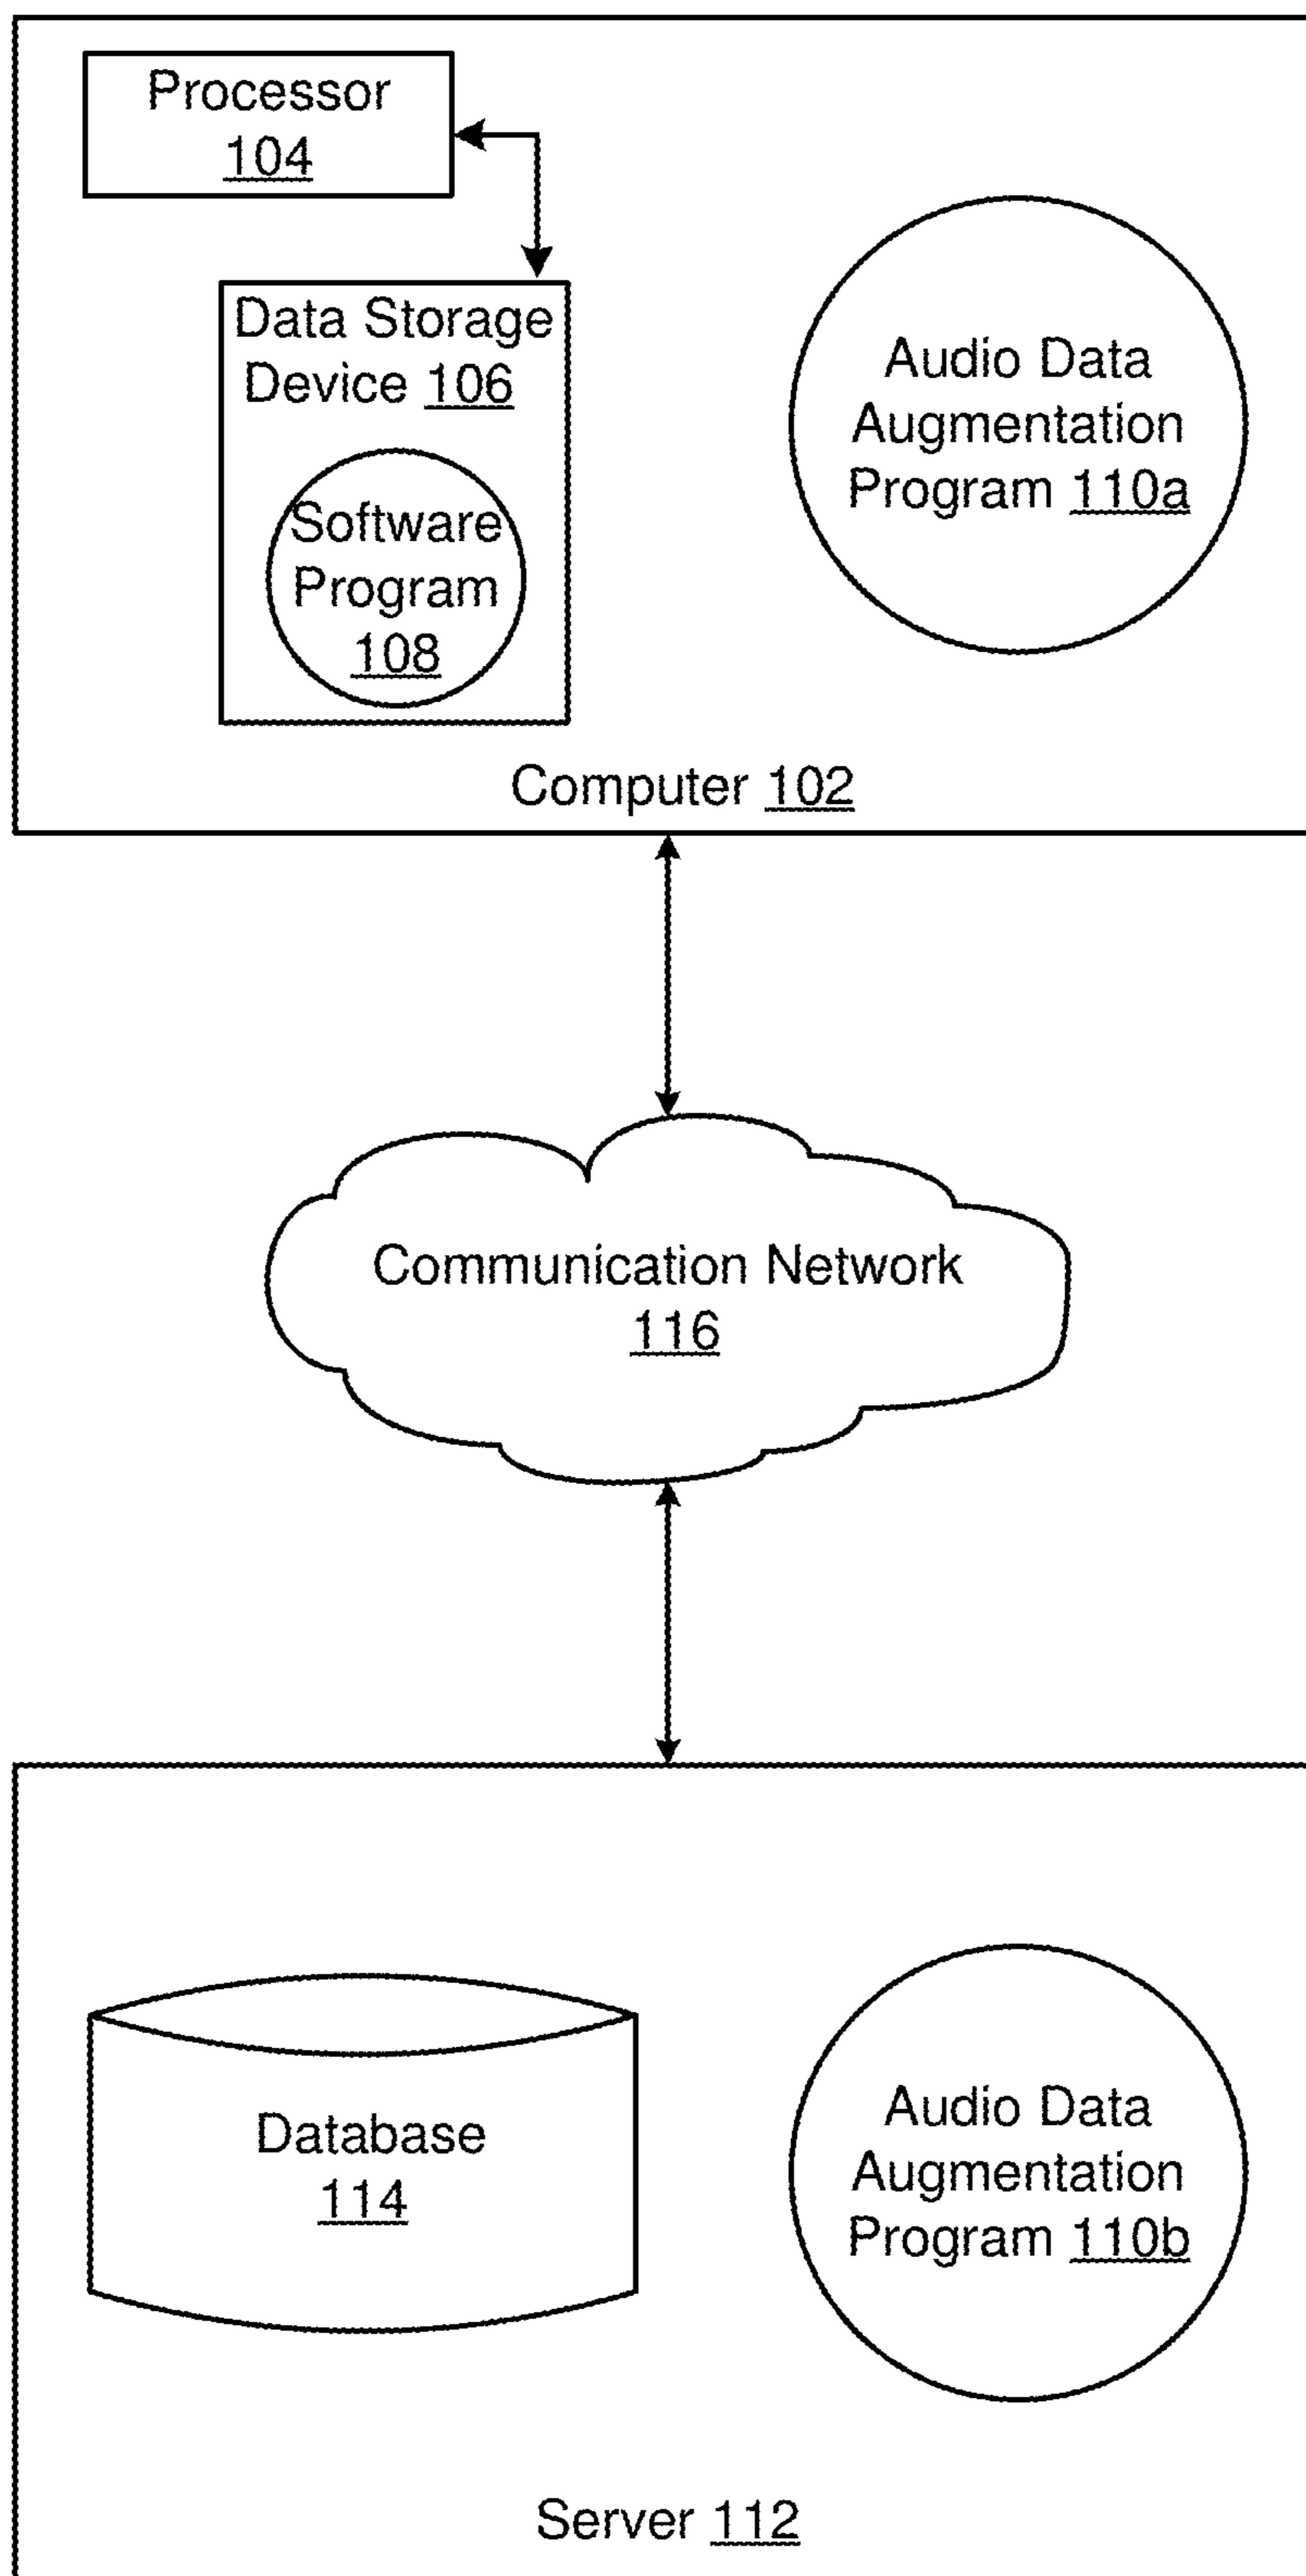 Processor
104
Data Storage
Device 106
Software
Program
108
Audio Data
Augmentation
Program 110a
Computer 102
Communication Network
116
Database
114
Audio Data
Augmentation
Program 110b
Server 112